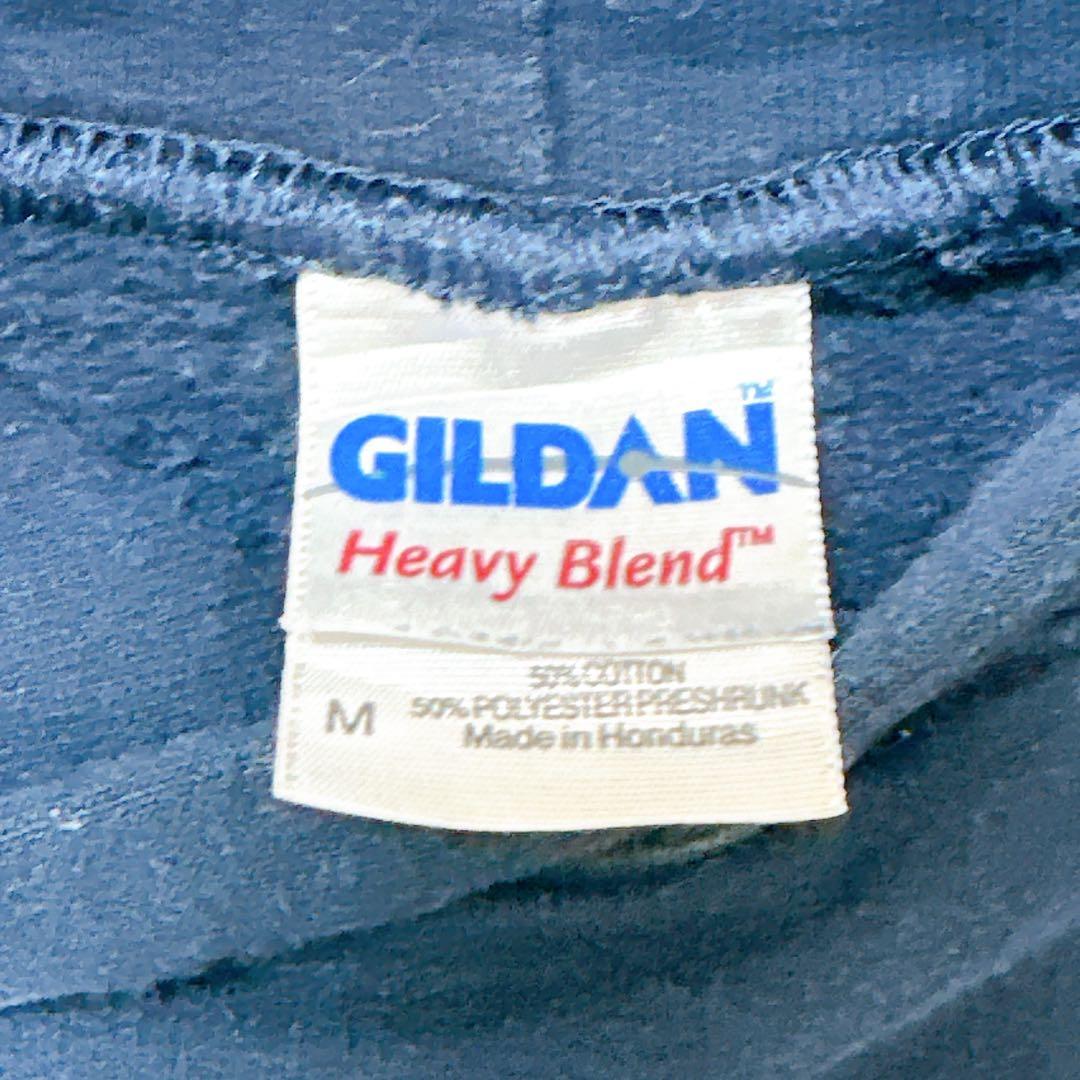 GILDAN™
Heavy Blend™
50% COTTON
M 50% POLYESTER PRESHRUNK
Made in Honduras